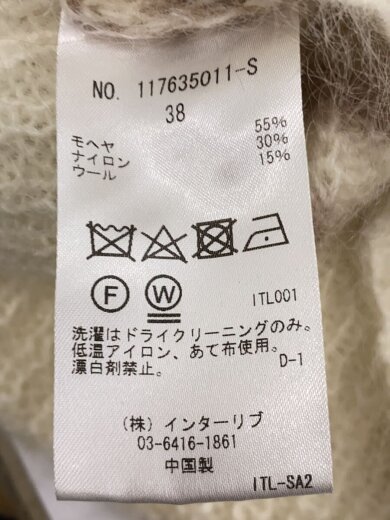 NO. 117635011-S
38
モヘヤ 55%
ナイロン 30%
ウール 15%
F W ITL001
洗濯はドライクリーニングのみ。
低温アイロン、あて布使用。
漂白剤禁止。 D-1
(株) インターリブ
03-6416-1861
中国製
ITL-SA2